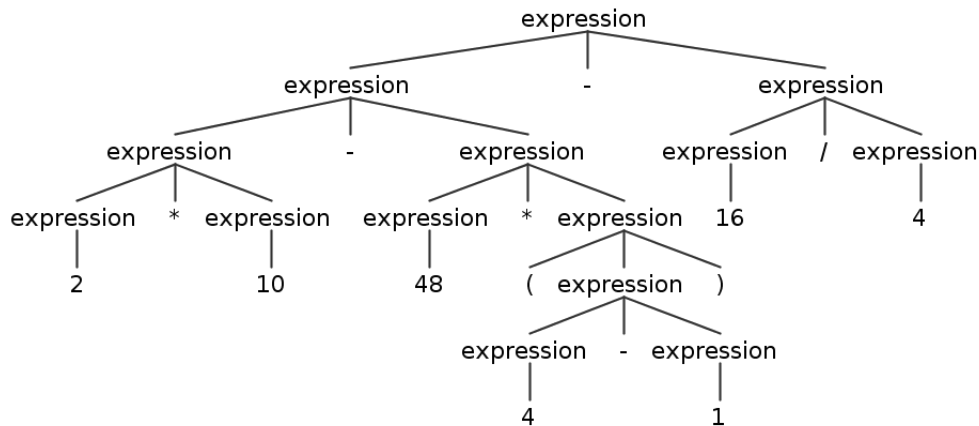 expression
expression - expression
expression - expression expression / expression
expression * expression expression * expression 16 4
2 10 48 ( expression )
expression - expression
4 1